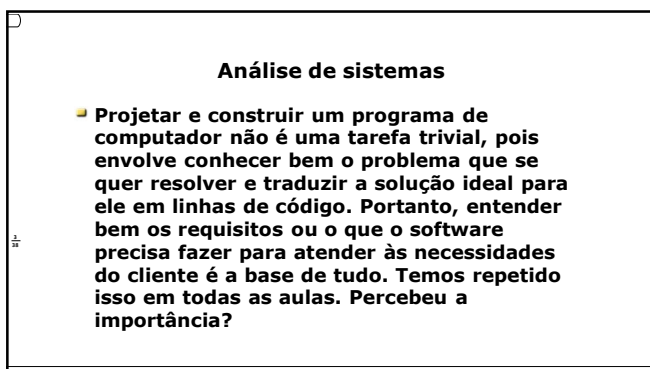 Análise de sistemas
Projetar e construir um programa de
computador não é uma tarefa trivial, pois
envolve conhecer bem o problema que se
quer resolver e traduzir a solução ideal para
ele em linhas de código. Portanto, entender
bem os requisitos ou o que o software
precisa fazer para atender às necessidades
do cliente é a base de tudo. Temos repetido
isso em todas as aulas. Percebeu a
importância?